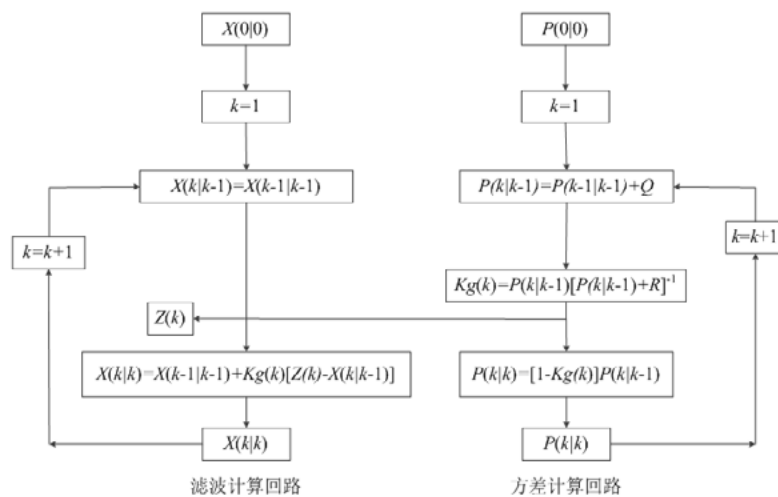 X(0|0)
P(0|0)
k=1
k=1
X(k|k-1)=X(k-1|k-1)
P(k|k-1)=P(k-1|k-1)+Q
k=k+1
k=k+1
Kg(k)=P(k|k-1)[P(k|k-1)+R]⁻¹
Z(k)
X(k|k)=X(k-1|k-1)+Kg(k)[Z(k)-X(k|k-1)]
P(k|k)=[1-Kg(k)]P(k|k-1)
X(k|k)
P(k|k)
滤波计算回路
方差计算回路